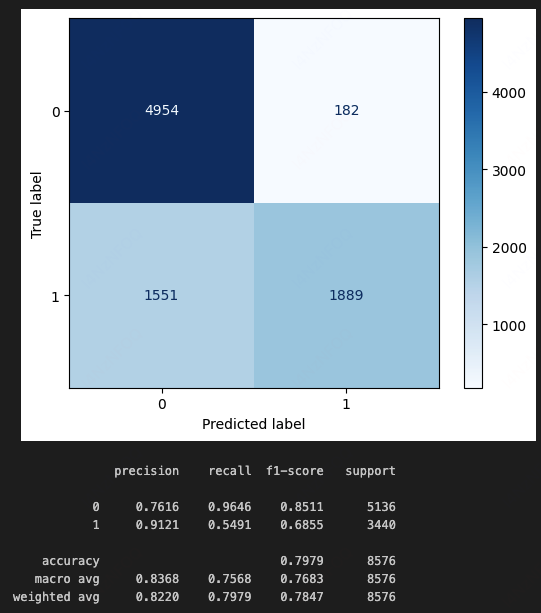 4000
0
4954
182
3000
True label
2000
1
1551
1889
1000
0
1
Predicted label
precision recall f1-score support
0 0.7616 0.9646 0.8511 5136
1 0.9121 0.5491 0.6855 3440
accuracy 0.7979 8576
macro avg 0.8368 0.7568 0.7683 8576
weighted avg 0.8220 0.7979 0.7847 8576